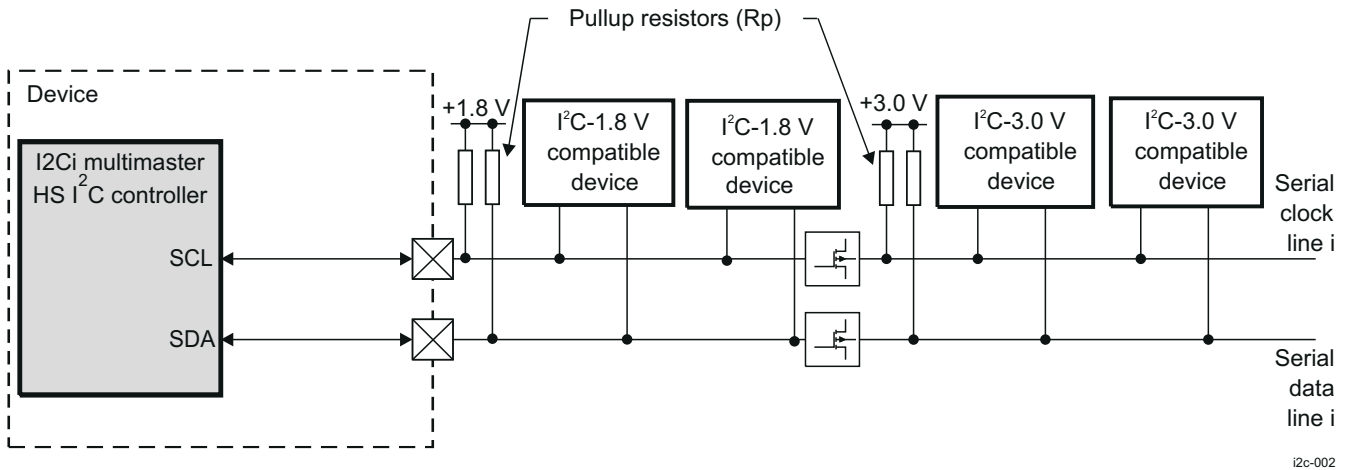 Pullup resistors (Rp)
Device
+1.8 V
+3.0 V
I²C-1.8 V
compatible
device
I²C-1.8 V
compatible
device
I²C-3.0 V
compatible
device
I²C-3.0 V
compatible
device
I2Ci multimaster
HS I²C controller
SCL
SDA
Serial
clock
line i
Serial
data
line i
i2c-002